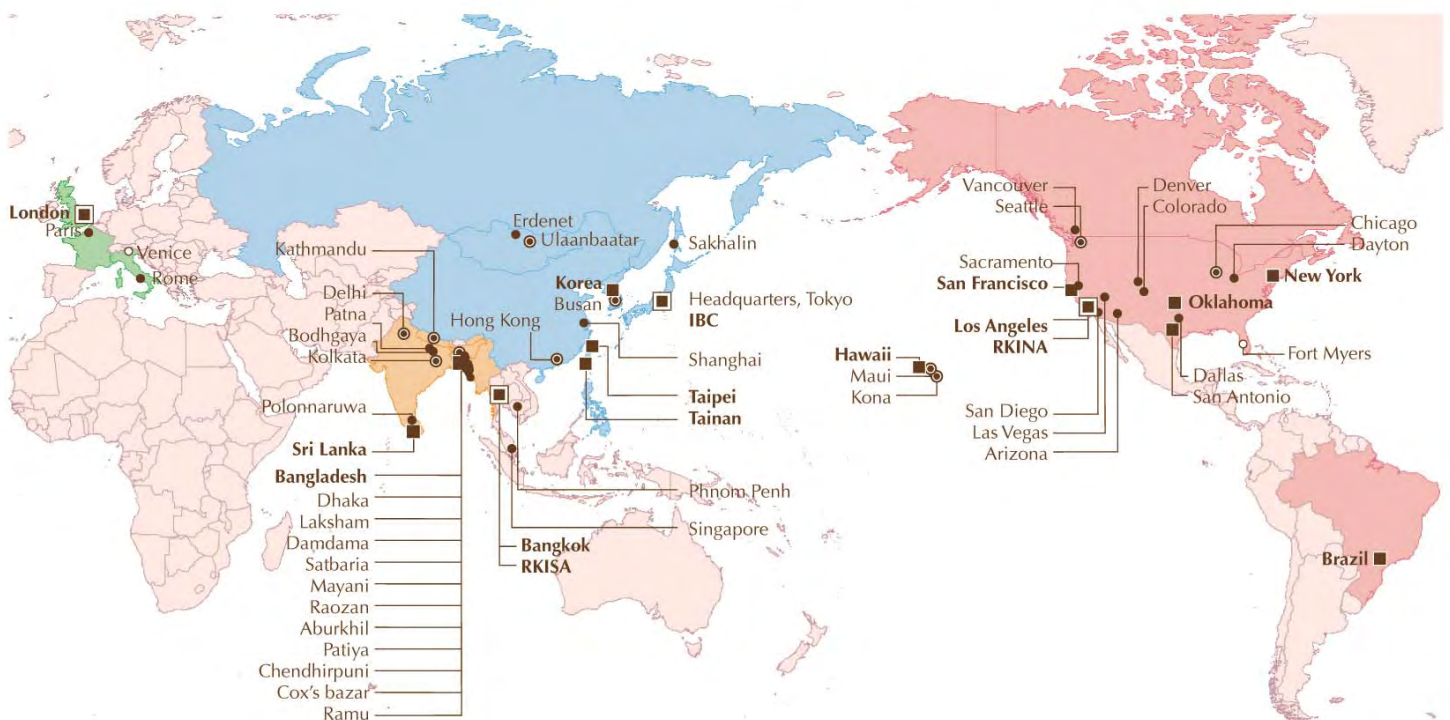 London
Paris
Venice
Rome
Kathmandu
Delhi
Patna
Bodhgaya
Kolkata
Polonnaruwa
Sri Lanka
Bangladesh
Dhaka
Laksham
Damdama
Satbaria
Mayani
Raozan
Aburkhil
Patiya
Chendhirpuni
Cox's bazar
Ramu
Erdenet
Ulaanbaatar
Sakhalin
Korea
Busan
Headquarters, Tokyo
IBC
Hong Kong
Shanghai
Taipei
Tainan
Phnom Penh
Singapore
Bangkok
RKISA
Hawaii
Maui
Kona
Vancouver
Seattle
Sacramento
San Francisco
Los Angeles
RKINA
San Diego
Las Vegas
Arizona
Denver
Colorado
Chicago
Dayton
New York
Oklahoma
Fort Myers
Dallas
San Antonio
Brazil